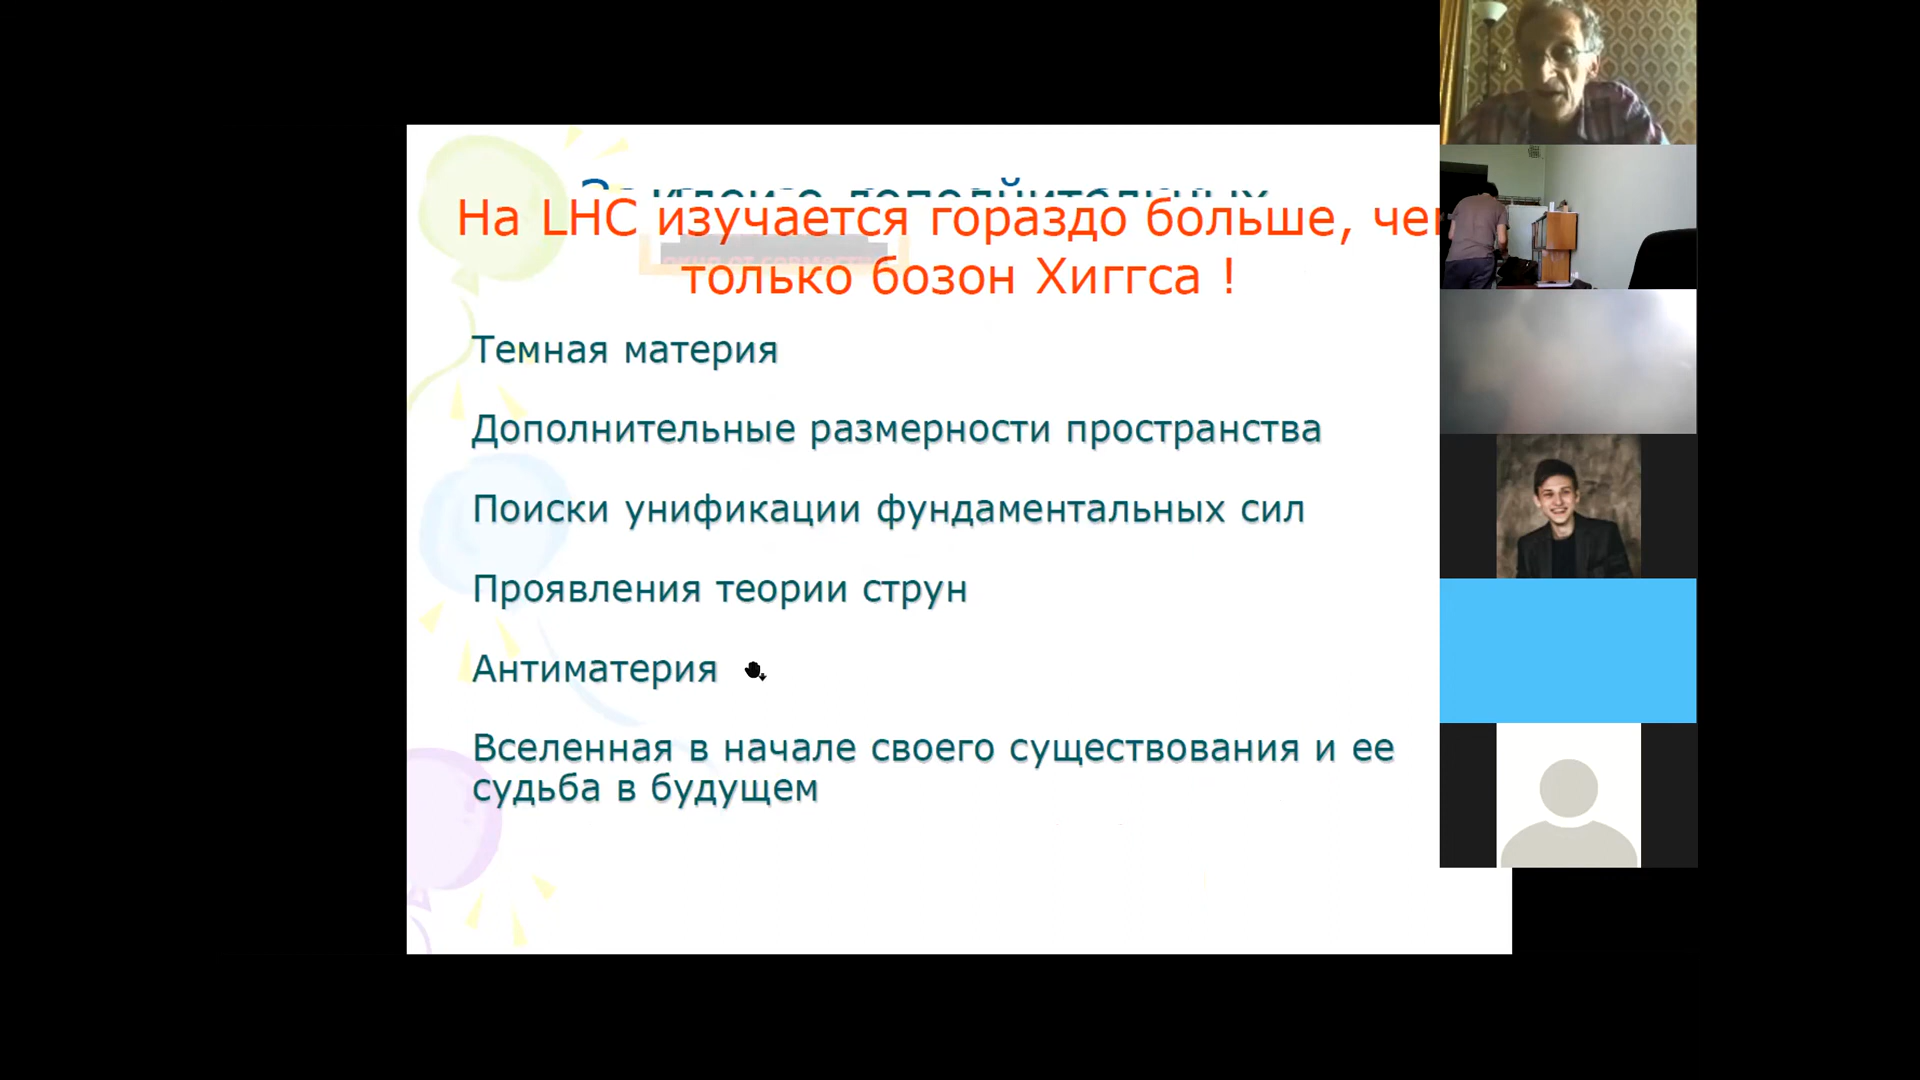 На LHC изучается гораздо больше,
только бозон Хиггса !
Темная материя
Дополнительные размерности пространства
Поиски унификации фундаментальных сил
Проявления теории струн
Антиматерия
Вселенная в начале своего существования и ее
судьба в будущем